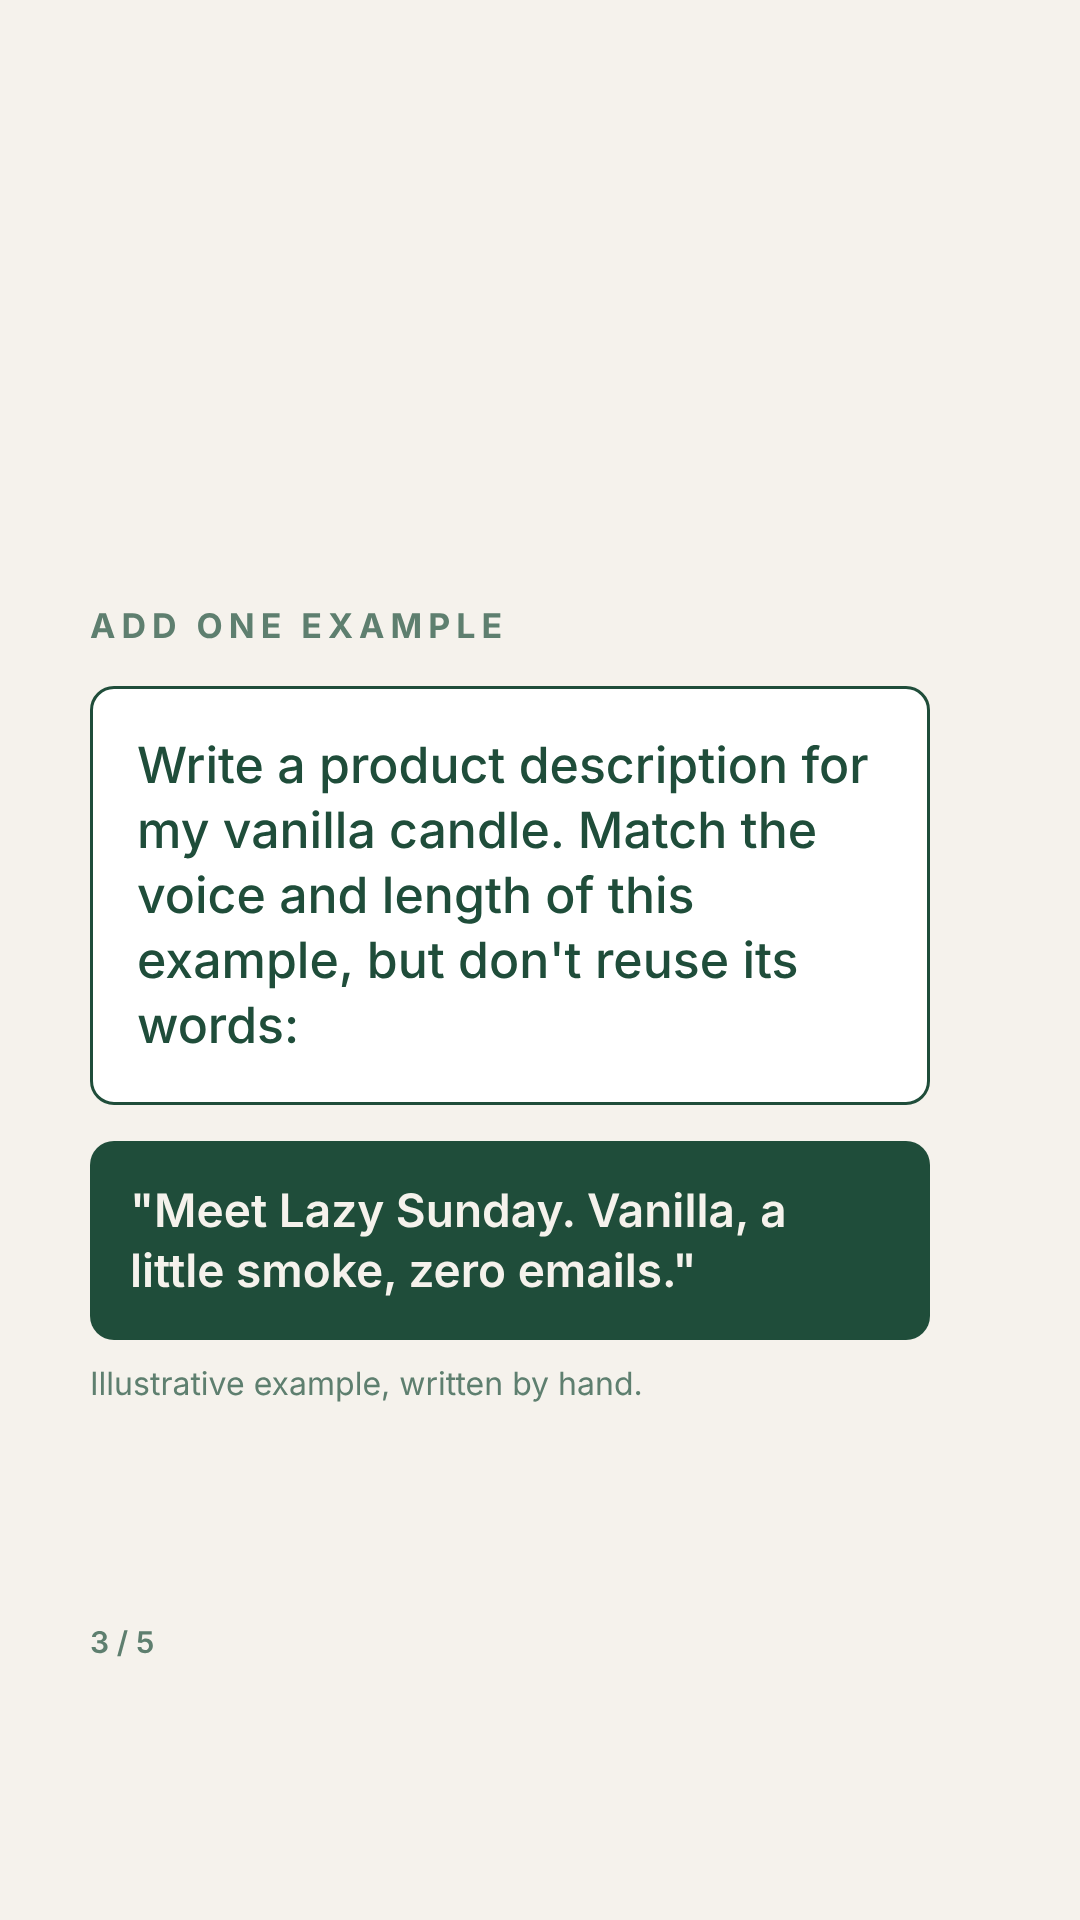 ADD ONE EXAMPLE
Write a product description for
my vanilla candle. Match the
voice and length of this
example, but don't reuse its
words:
"Meet Lazy Sunday. Vanilla, a
little smoke, zero emails."
Illustrative example, written by hand.
3 / 5